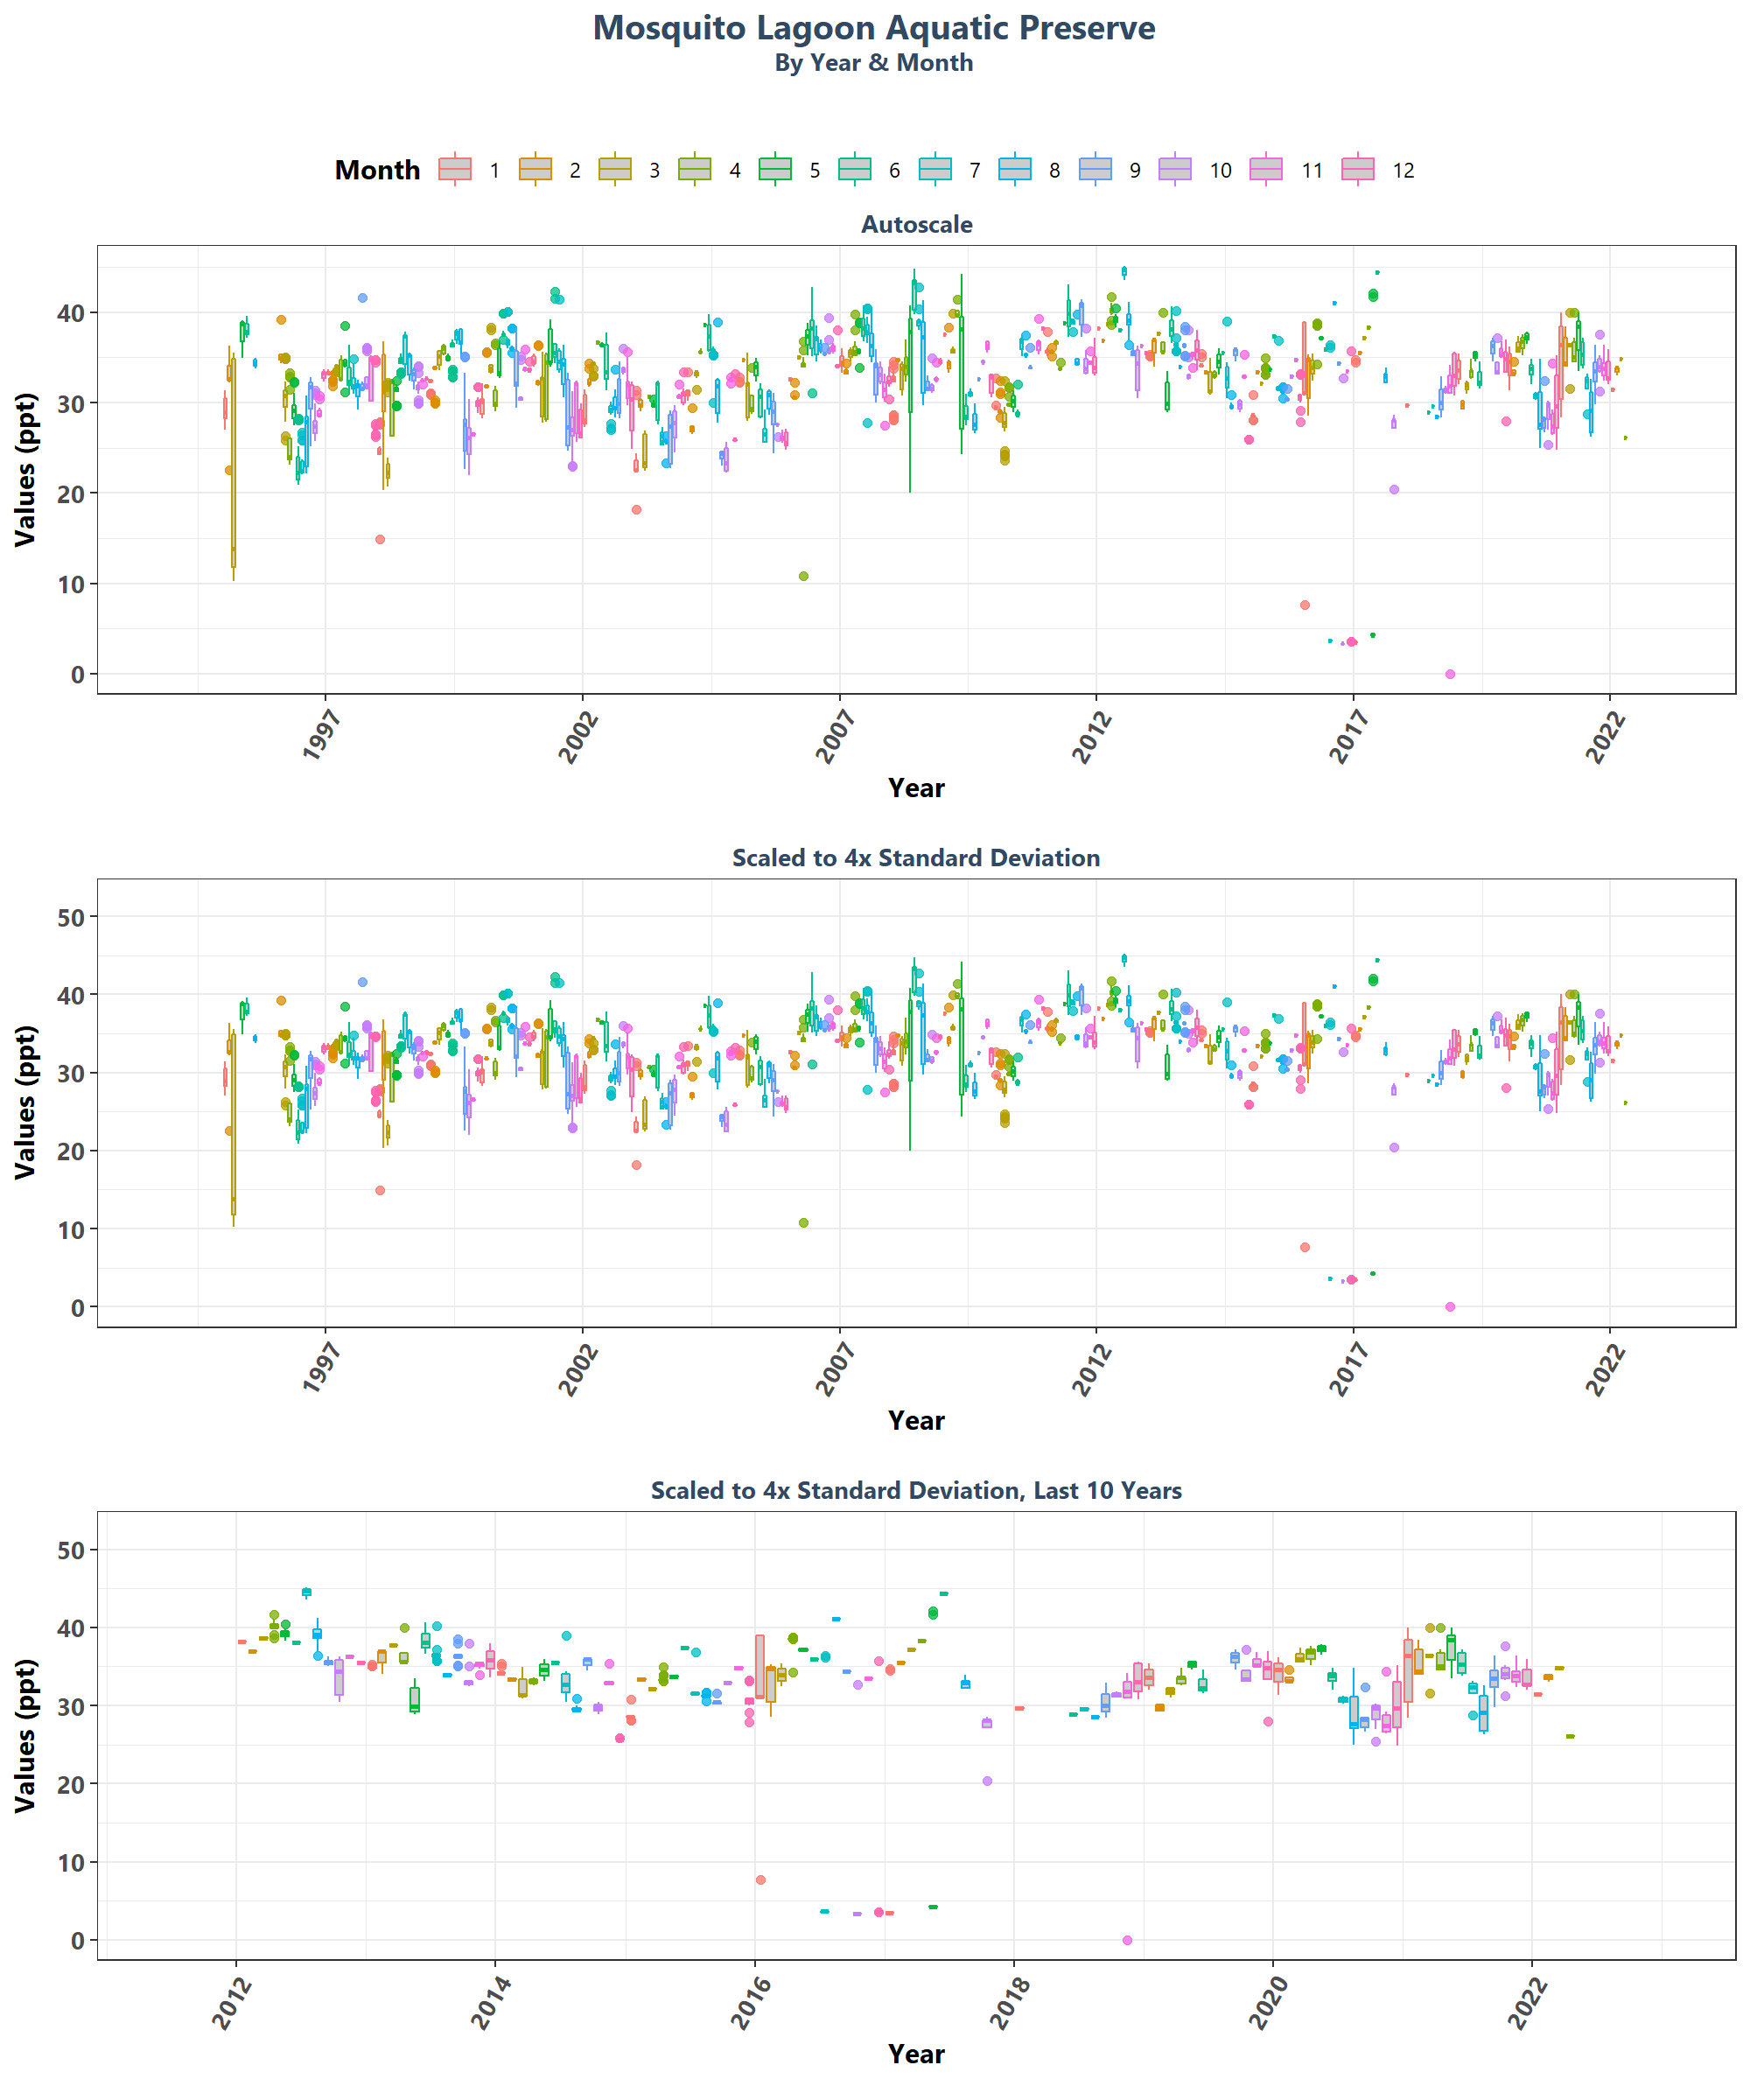 Mosquito Lagoon Aquatic Preserve
By Year & Month
Month 1 2 3 4 5 6 7 8 9 10 11 12
Autoscale
Values (ppt)
40
30
20
10
0
1997 2002 2007 2012 2017 2022
Year
Scaled to 4x Standard Deviation
Values (ppt)
50
40
30
20
10
0
1997 2002 2007 2012 2017 2022
Year
Scaled to 4x Standard Deviation, Last 10 Years
Values (ppt)
50
40
30
20
10
0
2012 2014 2016 2018 2020 2022
Year